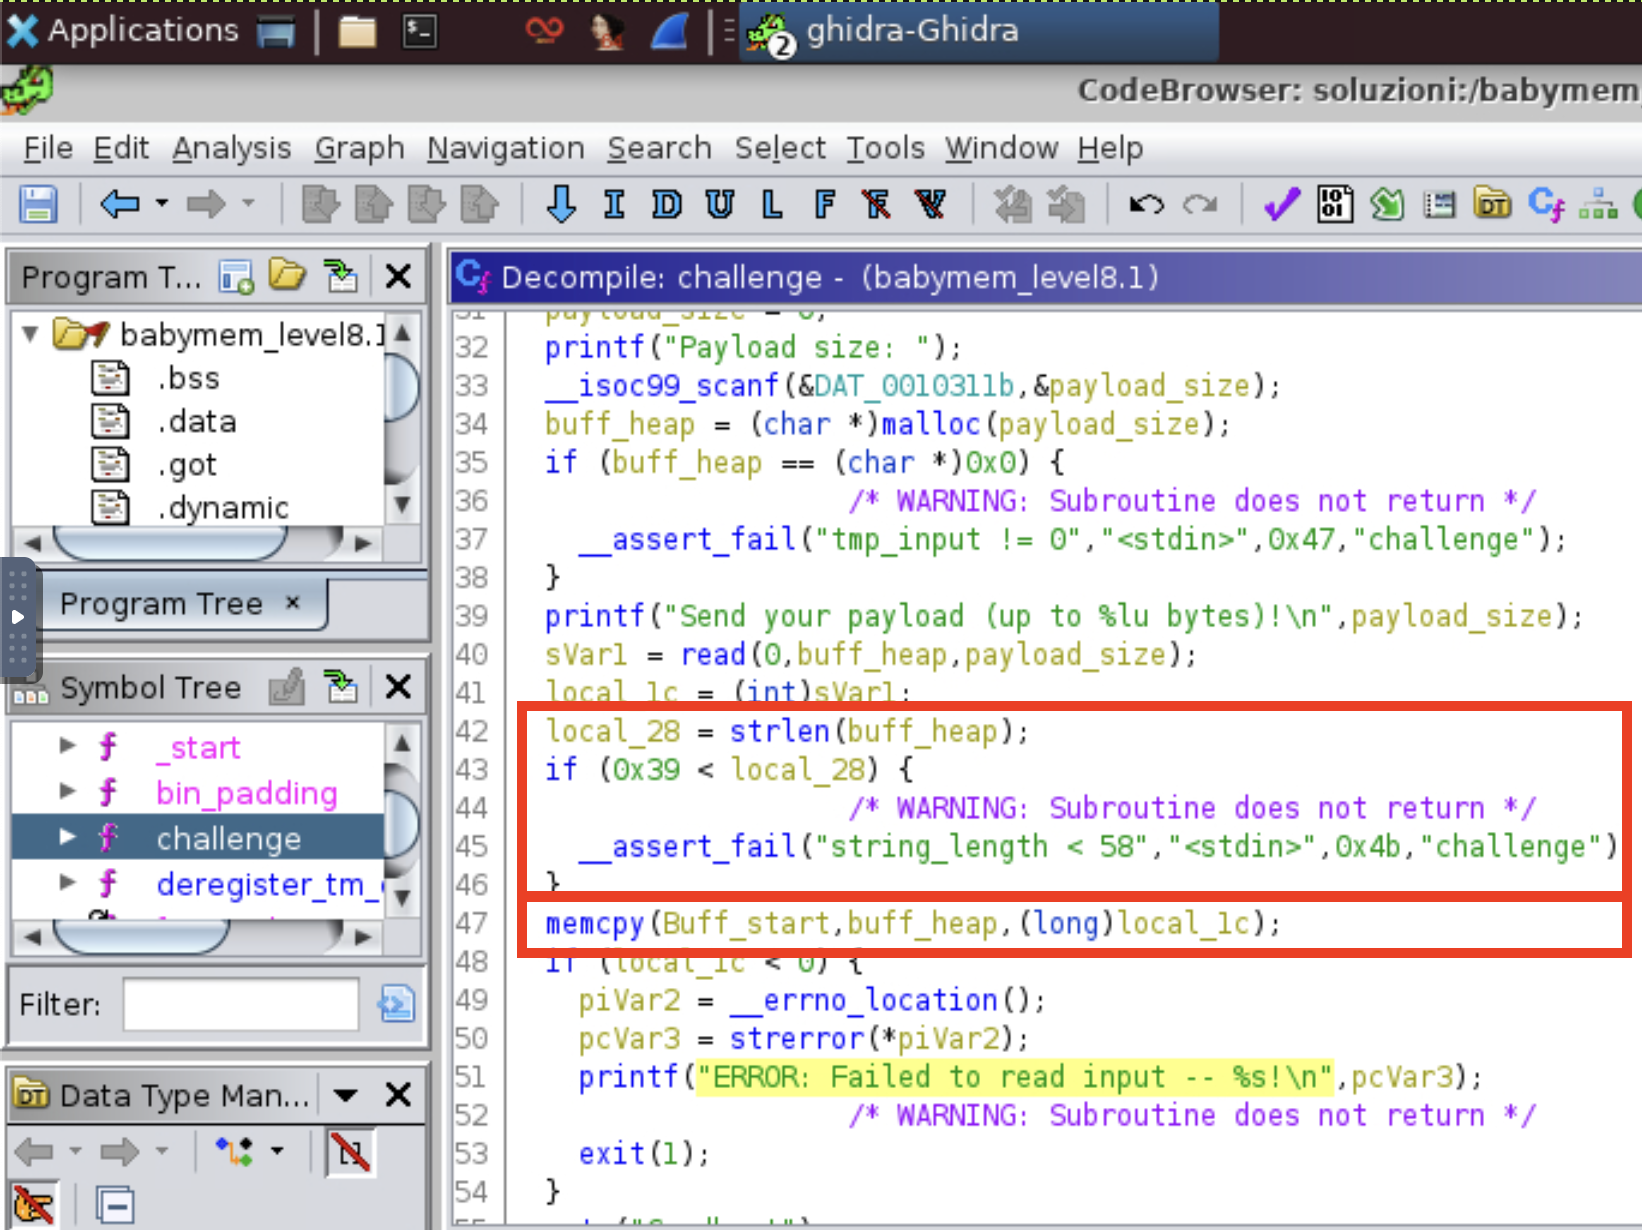 Applications
2 ghidra-Ghidra
CodeBrowser: soluzioni:/babymem
File Edit Analysis Graph Navigation Search Select Tools Window Help
I D U L F
Program T...
babymem_level8.1
.bss
.data
.got
.dynamic
Program Tree ×
Symbol Tree
f _start
f bin_padding
f challenge
f deregister_tm_
Filter:
Data Type Man...
Decompile: challenge - (babymem_level8.1)
31 payload_size = 0;
32 printf("Payload size: ");
33 __isoc99_scanf(&DAT_0010311b,&payload_size);
34 buff_heap = (char *)malloc(payload_size);
35 if (buff_heap == (char *)0x0) {
36 /* WARNING: Subroutine does not return */
37 __assert_fail("tmp_input != 0","<stdin>",0x47,"challenge");
38 }
39 printf("Send your payload (up to %lu bytes)!\n",payload_size);
40 sVar1 = read(0,buff_heap,payload_size);
41 local_1c = (int)sVar1;
42 local_28 = strlen(buff_heap);
43 if (0x39 < local_28) {
44 /* WARNING: Subroutine does not return */
45 __assert_fail("string_length < 58","<stdin>",0x4b,"challenge")
46 }
47 memcpy(Buff_start,buff_heap,(long)local_1c);
48 if (local_1c < 0) {
49 piVar2 = __errno_location();
50 pcVar3 = strerror(*piVar2);
51 printf("ERROR: Failed to read input -- %s!\n",pcVar3);
52 /* WARNING: Subroutine does not return */
53 exit(1);
54 }